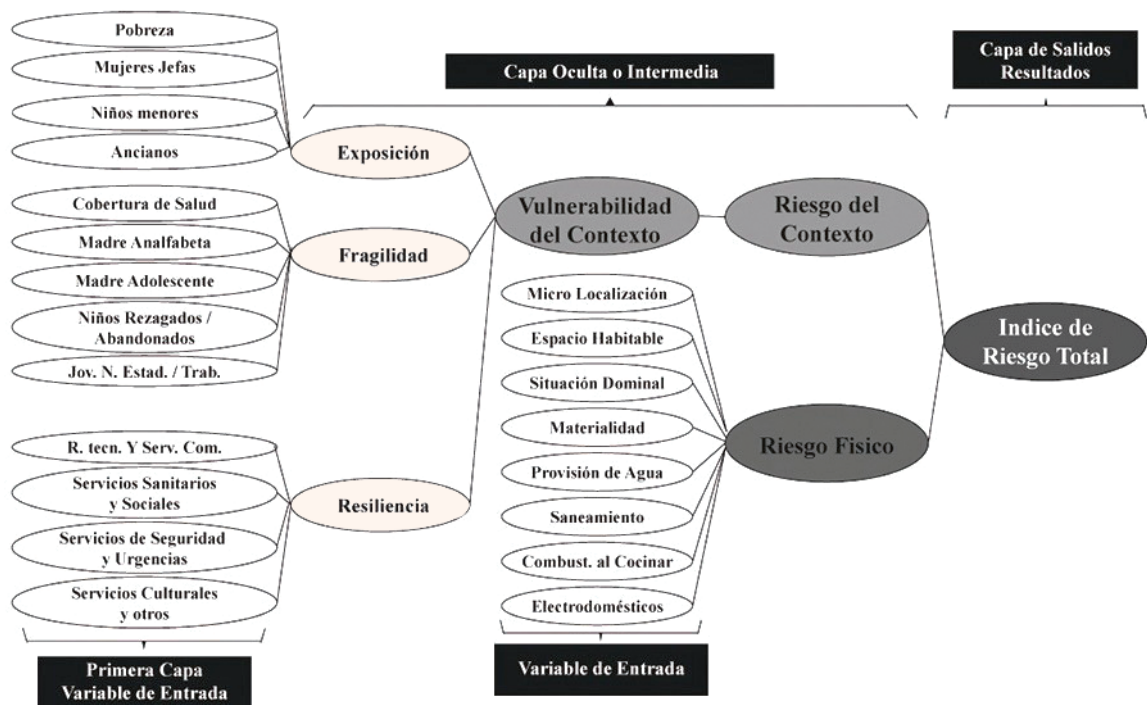 Pobreza
Mujeres Jefas
Niños menores
Ancianos
Cobertura de Salud
Madre Analfabeta
Madre Adolescente
Niños Rezagados /
Abandonados
Jov. N. Estad. / Trab.
R. tecn. Y Serv. Com.
Servicios Sanitarios
y Sociales
Servicios de Seguridad
y Urgencias
Servicios Culturales
y otros
Primera Capa
Variable de Entrada
Exposición
Fragilidad
Resiliencia
Capa Oculta o Intermedia
Vulnerabilidad
del Contexto
Micro Localización
Espacio Habitable
Situación Dominal
Materialidad
Provisión de Agua
Saneamiento
Combust. al Cocinar
Electrodomésticos
Variable de Entrada
Riesgo del
Contexto
Riesgo Fisico
Capa de Salidos
Resultados
Indice de
Riesgo Total